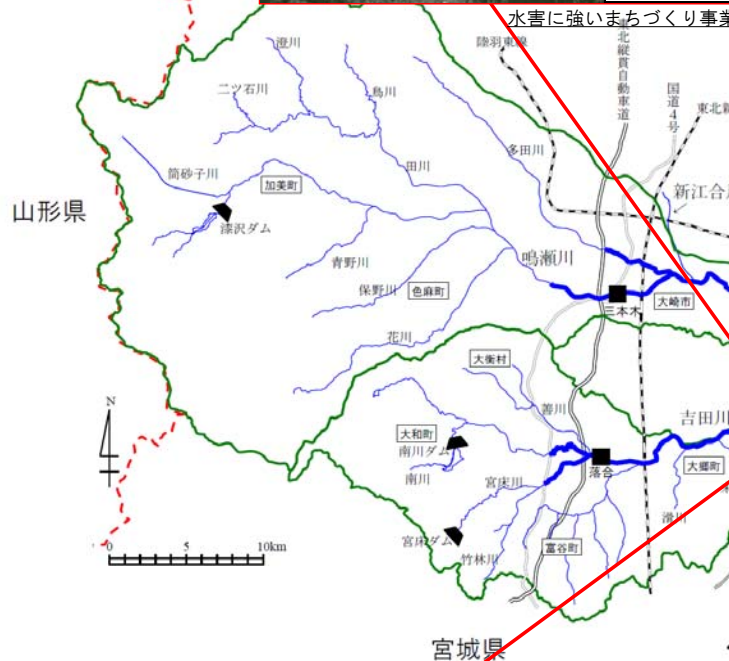 水害に強いまちづくり事業
陸羽東線
東北縦貫自動車道
国道4号
東北新
澄川
二ツ石川
鳥川
多田川
田川
筒砂子川
加美町
新江合川
山形県
漆沢ダム
鳴瀬川
青野川
保野川
色麻町
大崎市
三本木
花川
大衡村
善川
吉田川
N
大和町
南川ダム
南川
落合
大郷町
宮床川
滑川
0 5 10km
宮床ダム
竹林川
富谷町
宮城県